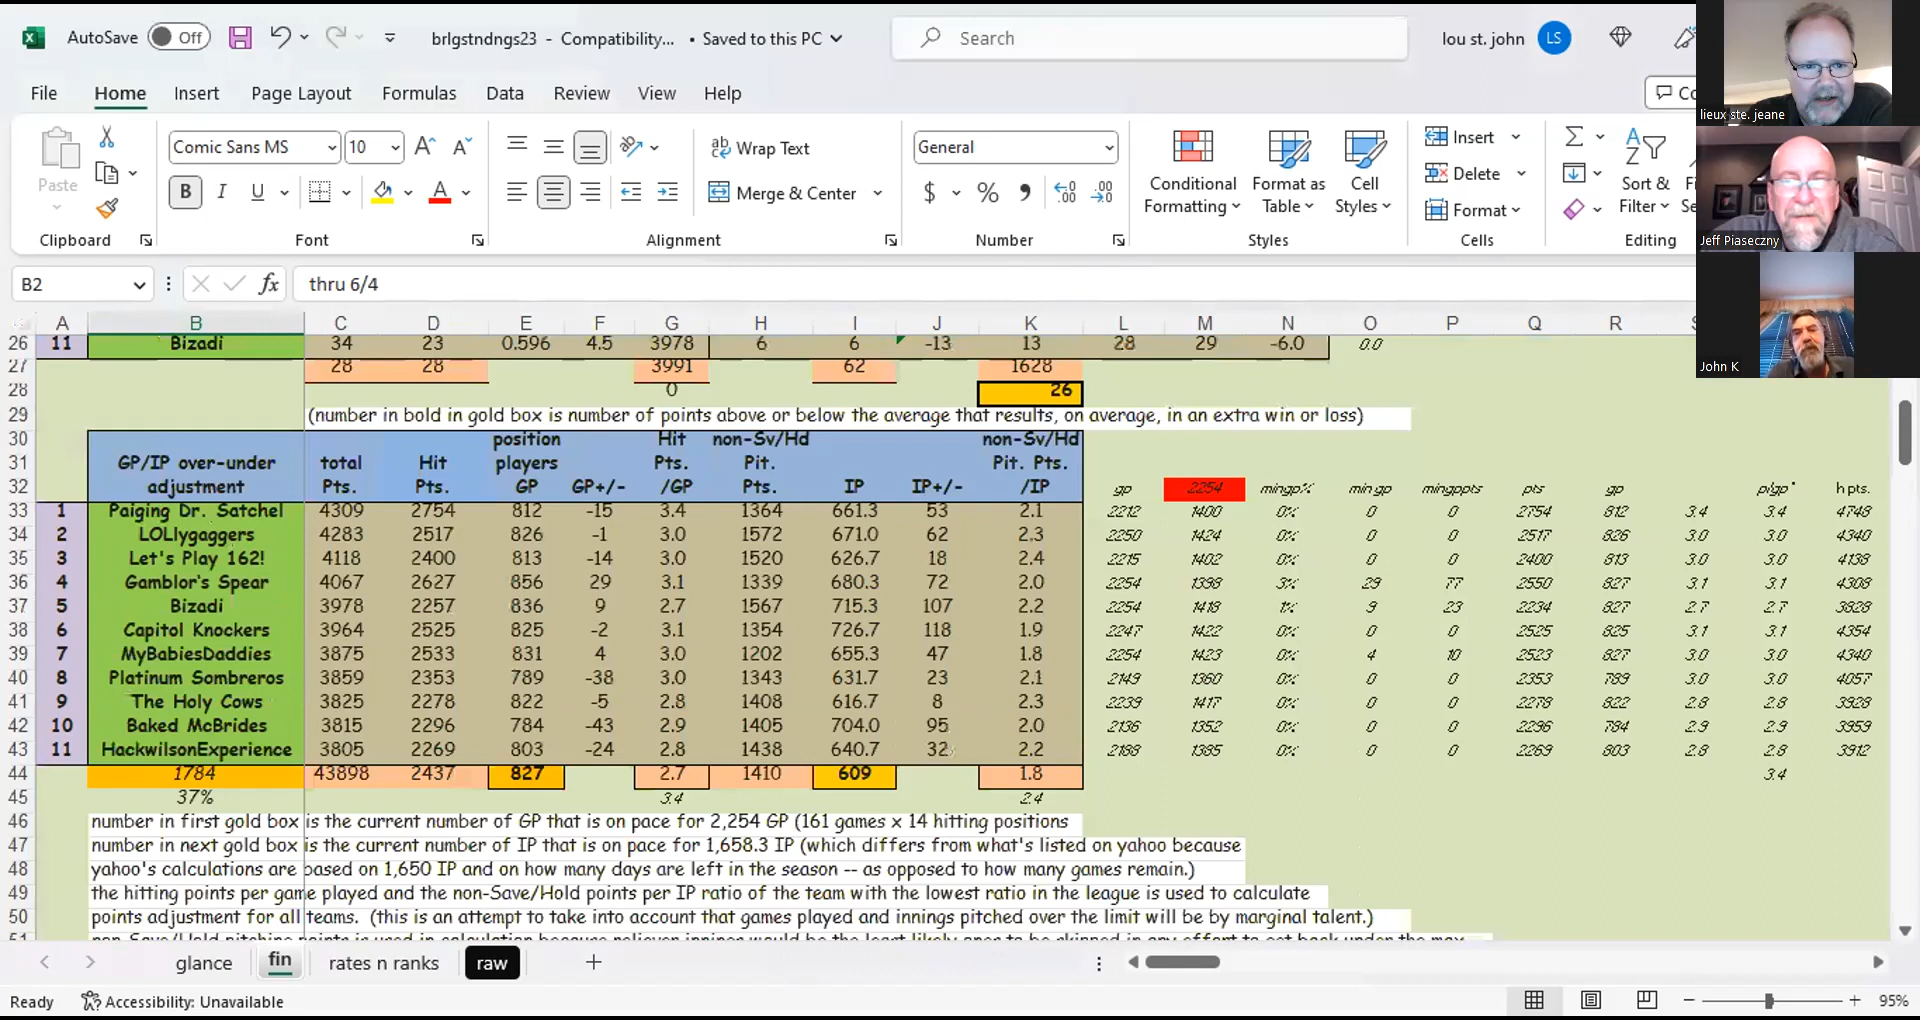 AutoSave Off brlgstndngs23 - Compatibility... • Saved to this PC Search lou st. john LS
File Home Insert Page Layout Formulas Data Review View Help Co
lieux ste. jeane
Jeff Piaseczny
John K
Paste Comic Sans MS 10 A A ab Wrap Text General Conditional Formatting Format as Table Cell Styles Insert Sort & Filter
B I U A Merge & Center $ % , Delete
Format
Clipboard Font Alignment Number Styles Cells Editing
B2 fx thru 6/4
A B C D E F G H I J K L M N O P Q R
26 11 Bizadi 34 23 0.596 4.5 3978 6 6 -13 13 28 29 -6.0 0.0
27 28 28 3991 62 1628
28 0 26
29 (number in bold in gold box is number of points above or below the average that results, on average, in an extra win or loss)
30 position Hit non-Sv/Hd non-Sv/Hd
31 GP/IP over-under total Hit players Pts. Pit. Pit. Pts.
32 adjustment Pts. Pts. GP GP+/- /GP Pts. IP IP+/- /IP gp 2254 mingp% min gp mingppts pts gp p/gp* h pts.
33 1 Paiging Dr. Satchel 4309 2754 812 -15 3.4 1364 661.3 53 2.1 2212 1400 0% 0 0 2754 812 3.4 3.4 4748
34 2 LOLlygaggers 4283 2517 826 -1 3.0 1572 671.0 62 2.3 2250 1424 0% 0 0 2517 826 3.0 3.0 4340
35 3 Let's Play 162! 4118 2400 813 -14 3.0 1520 626.7 18 2.4 2215 1402 0% 0 0 2400 813 3.0 3.0 4138
36 4 Gamblor's Spear 4067 2627 856 29 3.1 1339 680.3 72 2.0 2254 1398 3% 29 77 2550 827 3.1 3.1 4308
37 5 Bizadi 3978 2257 836 9 2.7 1567 715.3 107 2.2 2254 1418 1% 9 23 2234 827 2.7 2.7 3828
38 6 Capitol Knockers 3964 2525 825 -2 3.1 1354 726.7 118 1.9 2247 1422 0% 0 0 2525 825 3.1 3.1 4354
39 7 MyBabiesDaddies 3875 2533 831 4 3.0 1202 655.3 47 1.8 2254 1423 0% 4 10 2523 827 3.0 3.0 4340
40 8 Platinum Sombreros 3859 2353 789 -38 3.0 1343 631.7 23 2.1 2149 1360 0% 0 0 2353 789 3.0 3.0 4057
41 9 The Holy Cows 3825 2278 822 -5 2.8 1408 616.7 8 2.3 2239 1417 0% 0 0 2278 822 2.8 2.8 3928
42 10 Baked McBrides 3815 2296 784 -43 2.9 1405 704.0 95 2.0 2136 1352 0% 0 0 2296 784 2.9 2.9 3959
43 11 HackwilsonExperience 3805 2269 803 -24 2.8 1438 640.7 32 2.2 2188 1385 0% 0 0 2269 803 2.8 2.8 3912
44 1784 43898 2437 827 2.7 1410 609 1.8 3.4
45 37% 3.4 2.4
46 number in first gold box is the current number of GP that is on pace for 2,254 GP (161 games x 14 hitting positions
47 number in next gold box is the current number of IP that is on pace for 1,658.3 IP (which differs from what's listed on yahoo because
48 yahoo's calculations are based on 1,650 IP and on how many days are left in the season -- as opposed to how many games remain.)
49 the hitting points per game played and the non-Save/Hold points per IP ratio of the team with the lowest ratio in the league is used to calculate
50 points adjustment for all teams. (this is an attempt to take into account that games played and innings pitched over the limit will be by marginal talent.)
glance fin rates n ranks raw
Ready Accessibility: Unavailable 95%